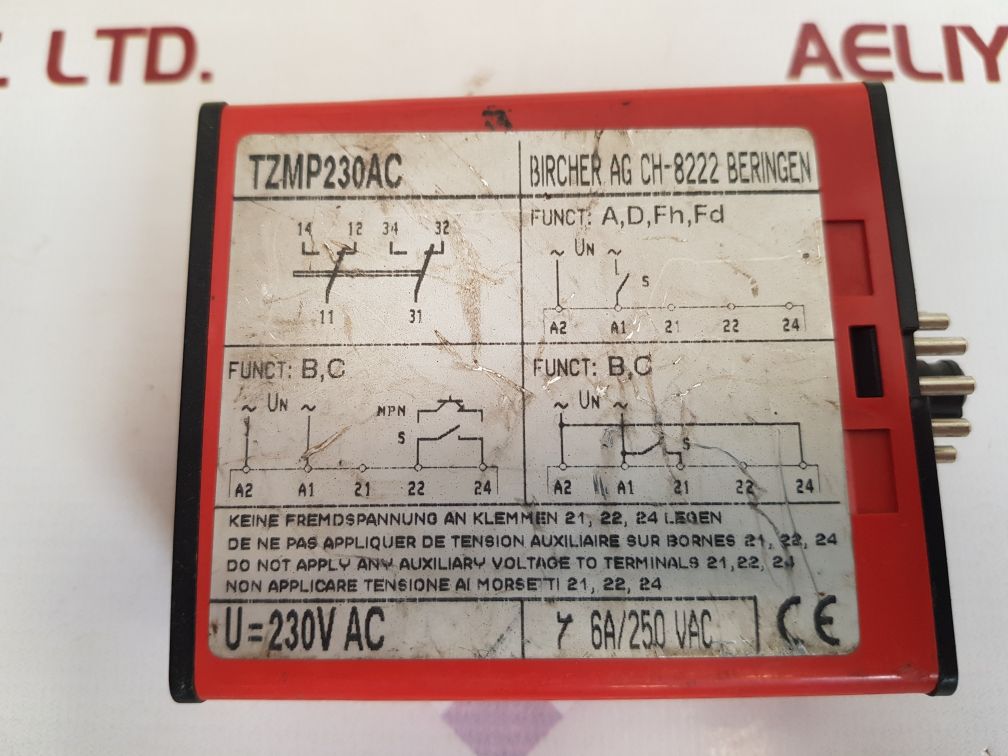 LTD.
AELIY
TZMP230AC
BIRCHER AG CH-8222 BERINGEN
14 12 34 32
11 31
FUNCT: A,D,Fh,Fd
~ UN ~
S
A2 A1 21 22 24
FUNCT: B,C
~ UN ~
MPN
S
A2 A1 21 22 24
FUNCT: B,C
~ UN ~
S
A2 A1 21 22 24
KEINE FREMDSPANNUNG AN KLEMMEN 21, 22, 24 LEGEN
DE NE PAS APPLIQUER DE TENSION AUXILIAIRE SUR BORNES 21, 22, 24
DO NOT APPLY ANY AUXILIARY VOLTAGE TO TERMINALS 21,22, 24
NON APPLICARE TENSIONE AI MORSETTI 21, 22, 24
U = 230V AC
6A/250 VAC
CE